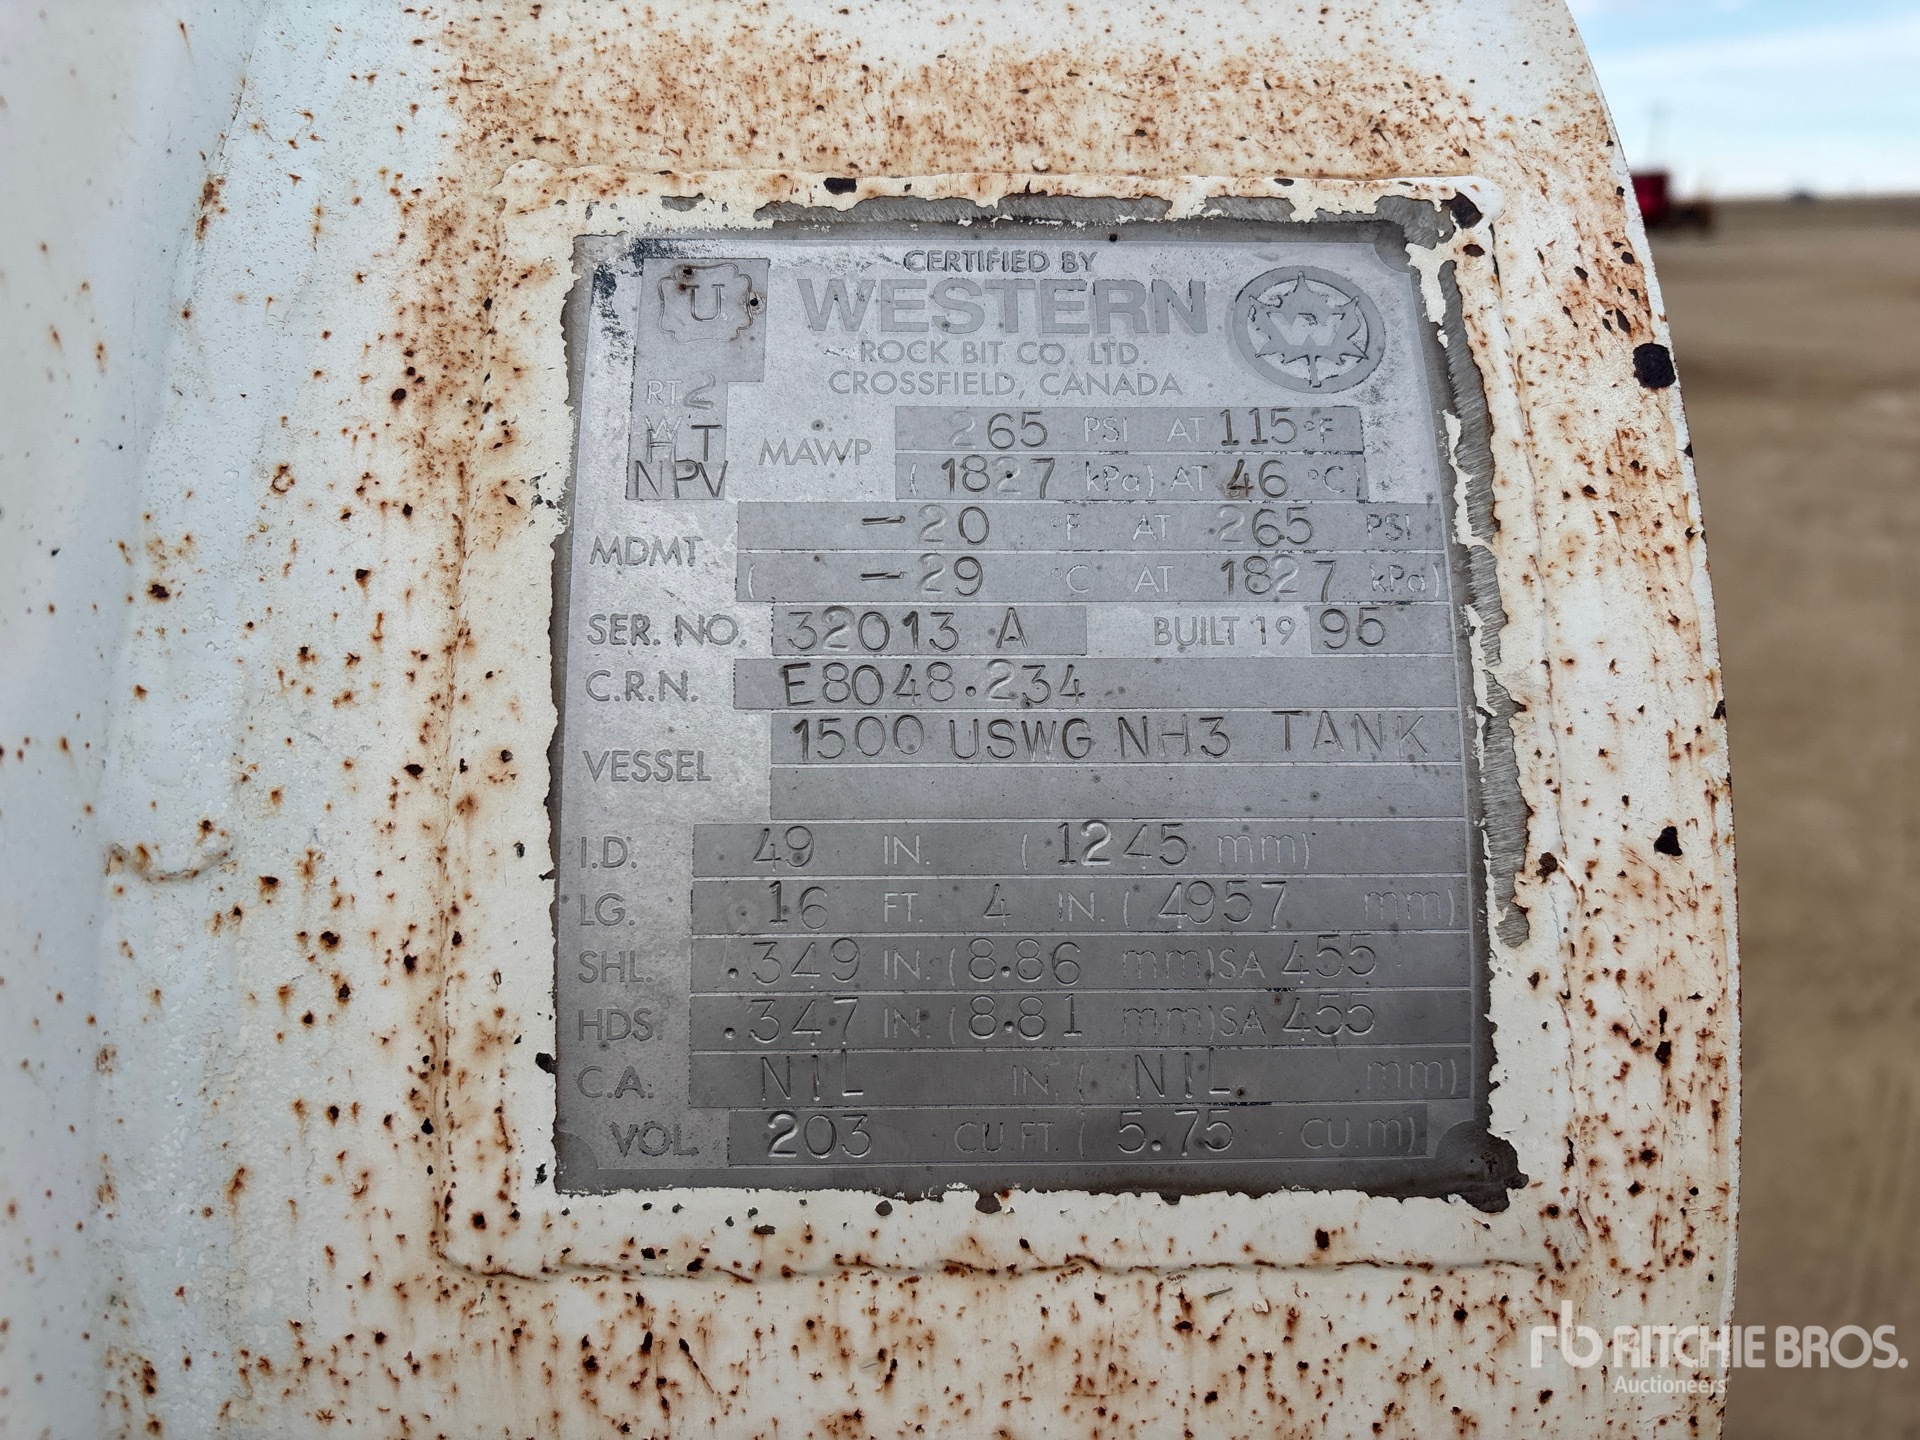 CERTIFIED BY
U
WESTERN
W
ROCK BIT CO. LTD.
CROSSFIELD, CANADA
RT 2
W
HT
NPV
MAWP 265 PSI AT 115°F
(1827 kPa) AT 46 °C)
MDMT -20 °F AT 265 PSI
( -29 °C AT 1827 kPa)
SER. NO. 32013 A BUILT 19 95
C.R.N. E8048.234
VESSEL 1500 USWG NH3 TANK
I.D. 49 IN. (1245 mm)
LG. 16 FT. 4 IN. (4957 mm)
SHL. .349 IN. (8.86 mm) SA 455
HDS. .347 IN. (8.81 mm) SA 455
C.A. NIL IN. ( NIL mm)
VOL. 203 CU.FT. ( 5.75 CU.m)
rb RITCHIE BROS.
Auctioneers